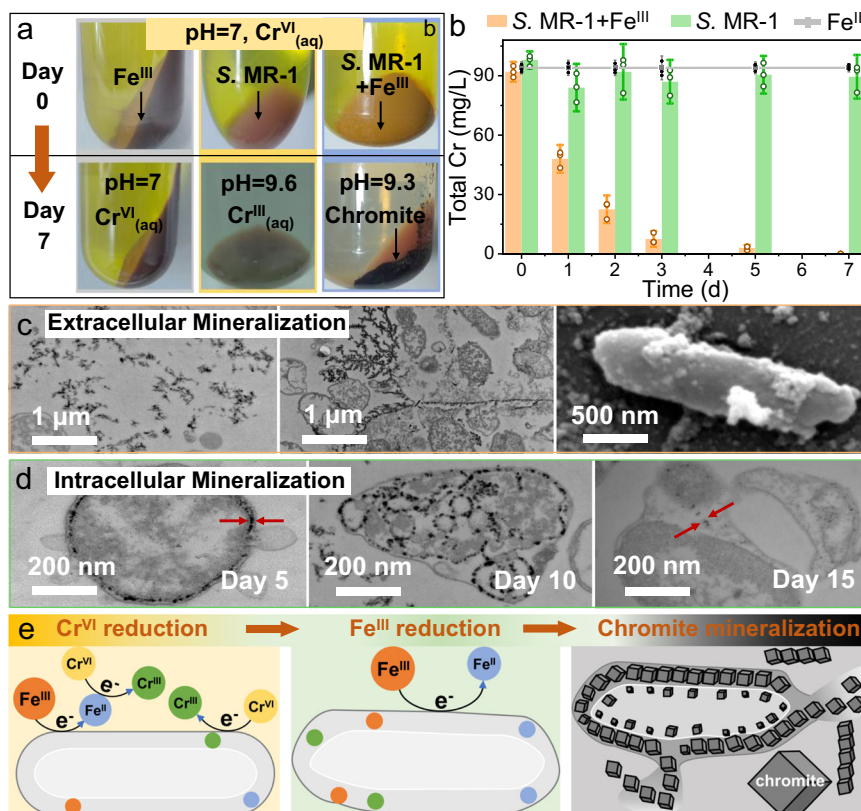 a
pH=7, Cr^VI_(aq)
b
Day
0
Day
7
Fe^III
S. MR-1
S. MR-1
+Fe^III
pH=7
Cr^VI_(aq)
pH=9.6
Cr^III_(aq)
pH=9.3
Chromite
b
S. MR-1+Fe^III
S. MR-1
Total Cr (mg/L)
90
60
30
0
0 1 2 3 4 5 6 7
Time (d)
c Extracellular Mineralization
1 μm
1 μm
500 nm
d Intracellular Mineralization
200 nm
Day 5
200 nm
Day 10
200 nm
Day 15
e Cr^VI reduction
Fe^III reduction
Chromite mineralization
Fe^III
e-
Fe^II
Cr^VI
e-
Cr^III
Cr^III
e-
Cr^VI
Fe^III
e-
Fe^II
chromite